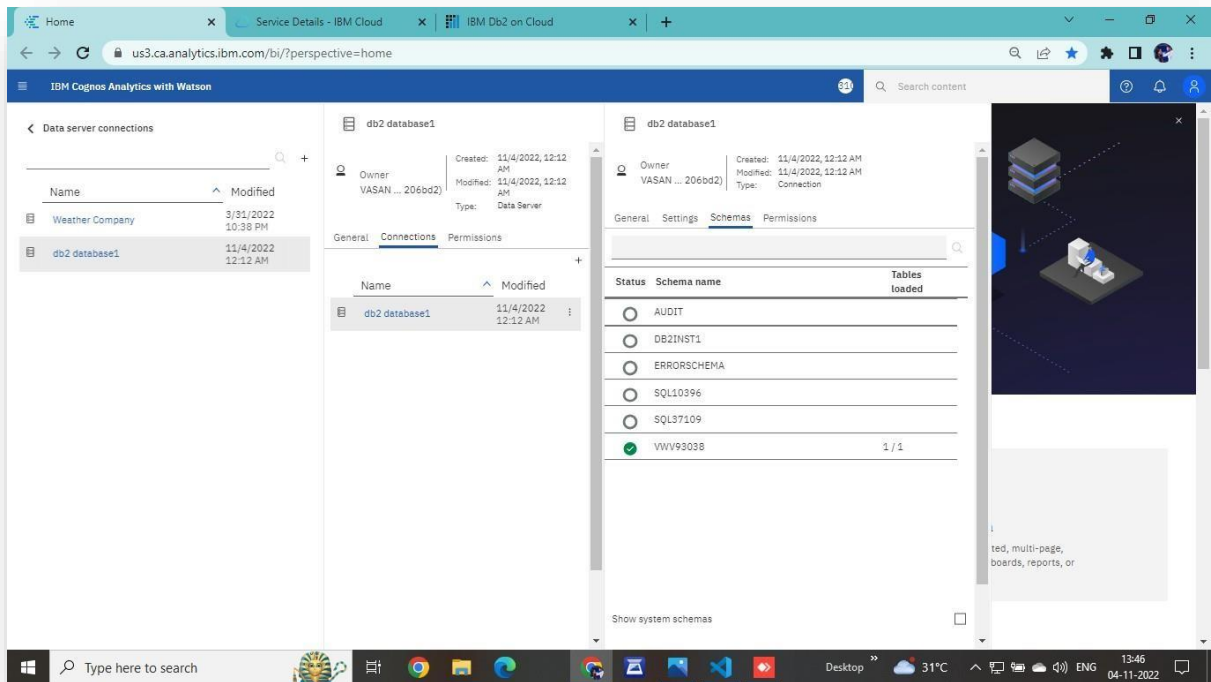 Home
Service Details - IBM Cloud
IBM Db2 on Cloud
us3.ca.analytics.ibm.com/bi/?perspective=home
IBM Cognos Analytics with Watson
Search content
Data server connections
Name
Modified
Weather Company
3/31/2022
10:38 PM
db2 database1
11/4/2022
12:12 AM
db2 database1
Owner
VASAN ... 206bd2)
Created: 11/4/2022, 12:12
AM
Modified: 11/4/2022, 12:12
AM
Type: Data Server
General Connections Permissions
Name
Modified
db2 database1
11/4/2022
12:12 AM
db2 database1
Owner
VASAN ... 206bd2)
Created: 11/4/2022, 12:12 AM
Modified: 11/4/2022, 12:12 AM
Type: Connection
General Settings Schemas Permissions
Status Schema name Tables
loaded
AUDIT
DB2INST1
ERRORSCHEMA
SQL10396
SQL37109
VWV93038 1/1
Show system schemas
ted, multi-page,
boards, reports, or
Type here to search
Desktop
31°C
ENG
13:46
04-11-2022